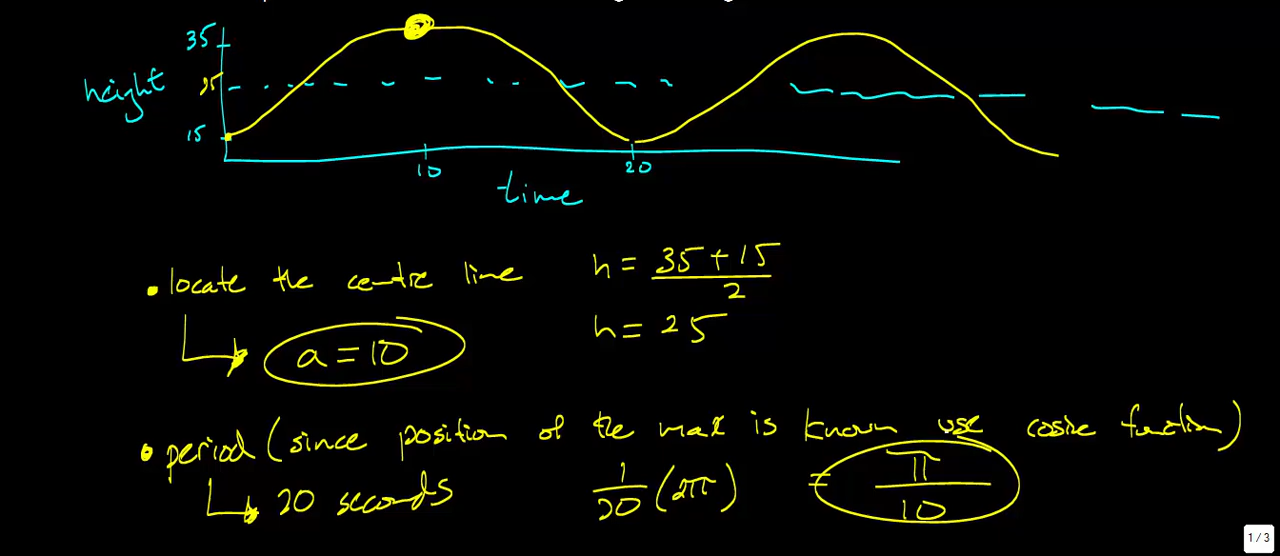 35
height 25
15
10 20
time
• locate the centre line h = 35 + 15 / 2
a = 10 h = 25
• period (since position of the max is known use cosine function)
20 seconds 1/20 (2π) = π/10
1 / 3